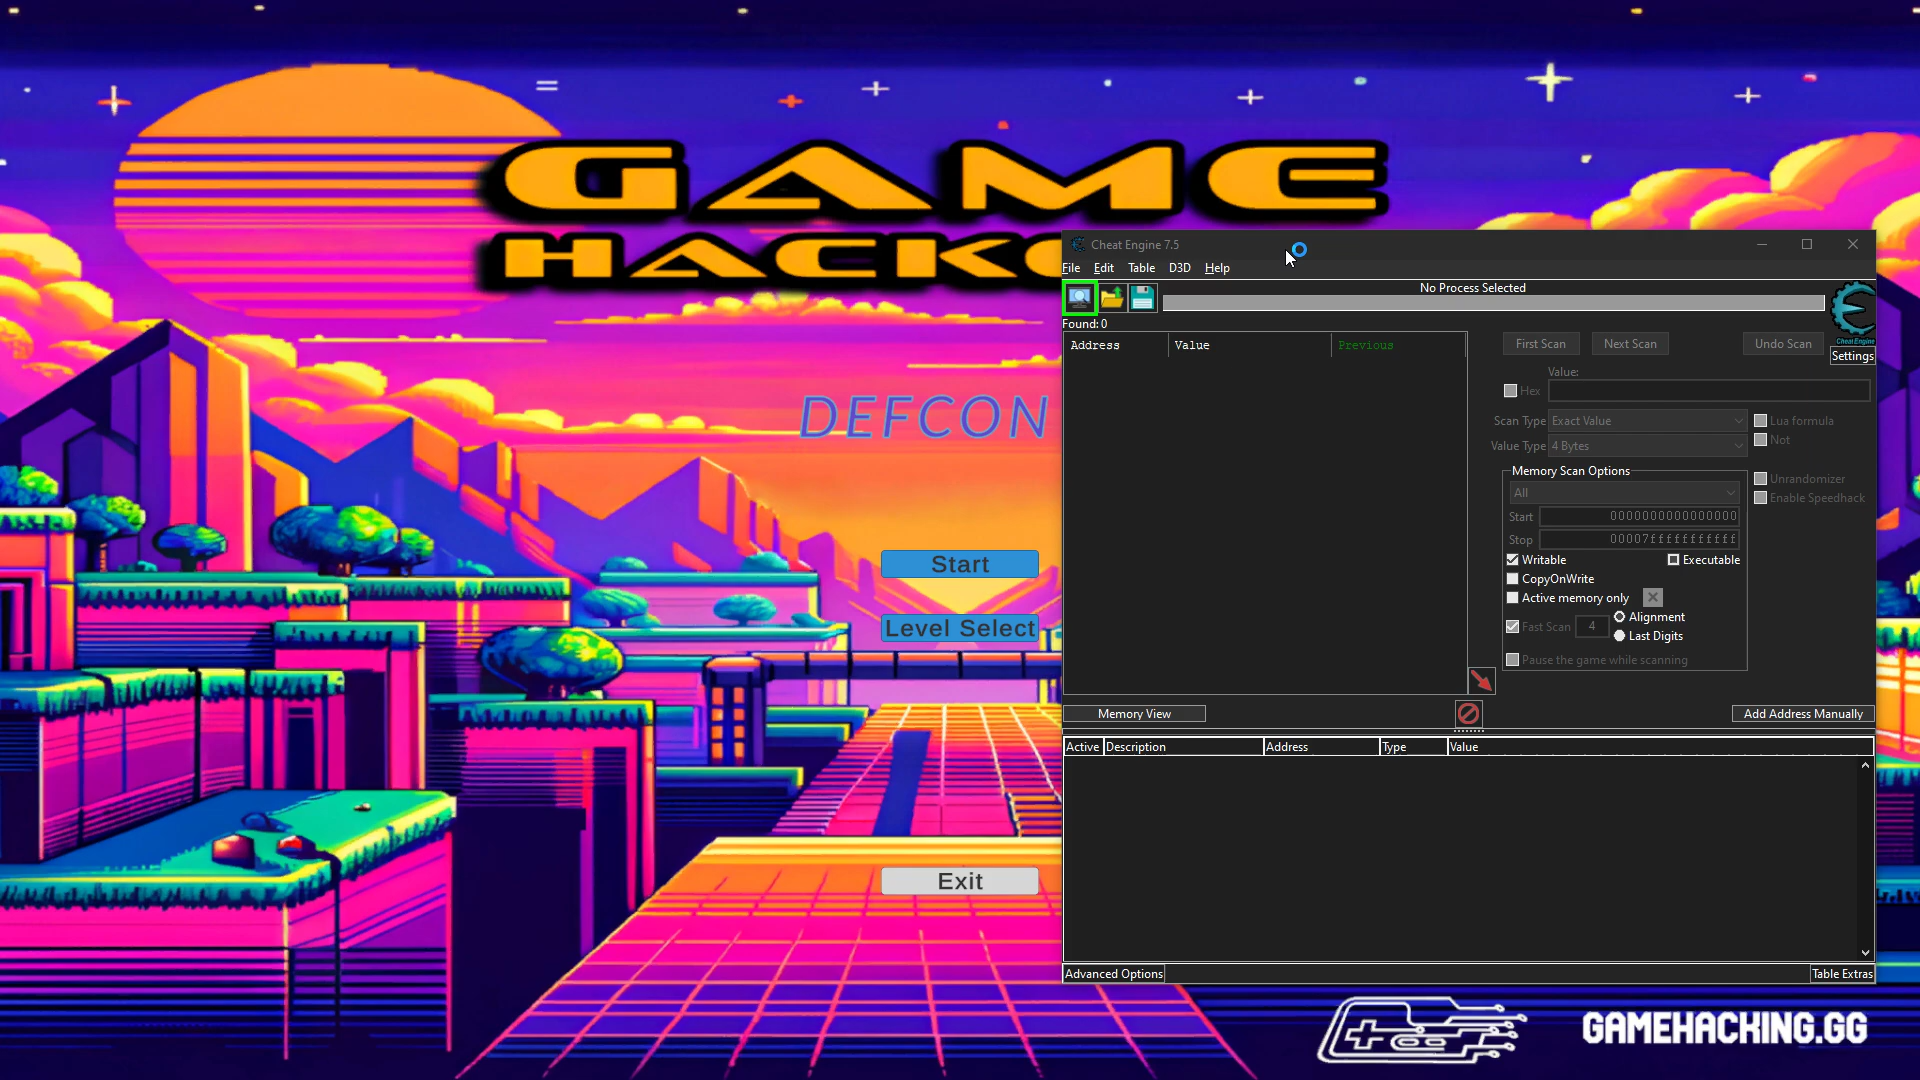 GAME
HACK
DEFCON
Start
Level Select
Exit
Cheat Engine 7.5
File Edit Table D3D Help
No Process Selected
Found: 0
Address Value Previous
First Scan Next Scan Undo Scan
Cheat Engine
Settings
Value:
Hex
Scan Type Exact Value Lua formula
Not
Value Type 4 Bytes
Memory Scan Options
All
Unrandomizer
Enable Speedhack
Start 0000000000000000
Stop 00007fffffffffff
Writable Executable
CopyOnWrite
Active memory only
Fast Scan 4 Alignment
Last Digits
Pause the game while scanning
Memory View Add Address Manually
Active Description Address Type Value
Advanced Options Table Extras
GAMEHACKING.GG